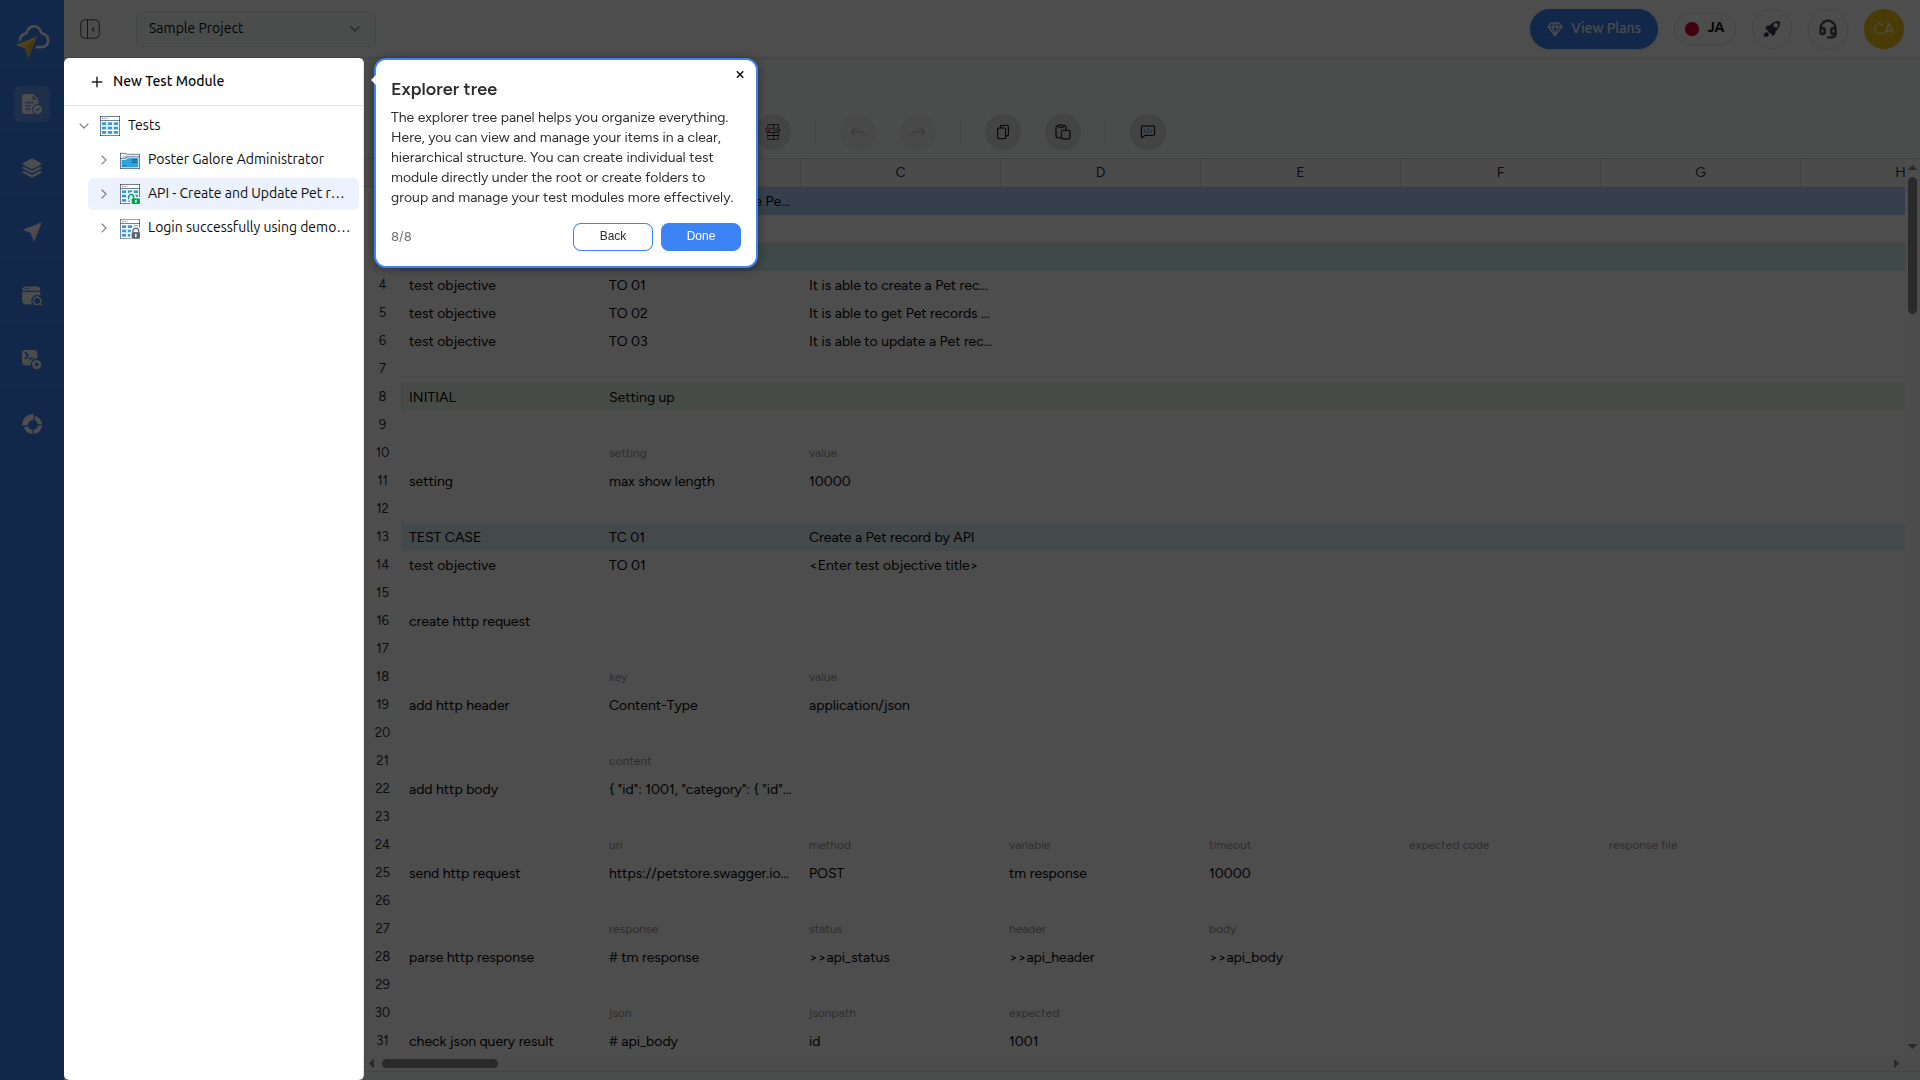 Sample Project
View Plans
JA
CA
New Test Module
Tests
Poster Galore Administrator
API - Create and Update Pet r...
Login successfully using demo...
×
Explorer tree
The explorer tree panel helps you organize everything.
Here, you can view and manage your items in a clear,
hierarchical structure. You can create individual test
module directly under the root or create folders to
group and manage your test modules more effectively.
8/8
Back
Done
C D E F G H
e Pe...
4 test objective TO 01 It is able to create a Pet rec...
5 test objective TO 02 It is able to get Pet records ...
6 test objective TO 03 It is able to update a Pet rec...
7
8 INITIAL Setting up
9
10 setting value
11 setting max show length 10000
12
13 TEST CASE TC 01 Create a Pet record by API
14 test objective TO 01 <Enter test objective title>
15
16 create http request
17
18 key value
19 add http header Content-Type application/json
20
21 content
22 add http body { "id": 1001, "category": { "id"...
23
24 uri method variable timeout expected code response file
25 send http request https://petstore.swagger.io... POST tm response 10000
26
27 response status header body
28 parse http response # tm response >>api_status >>api_header >>api_body
29
30 json jsonpath expected
31 check json query result # api_body id 1001